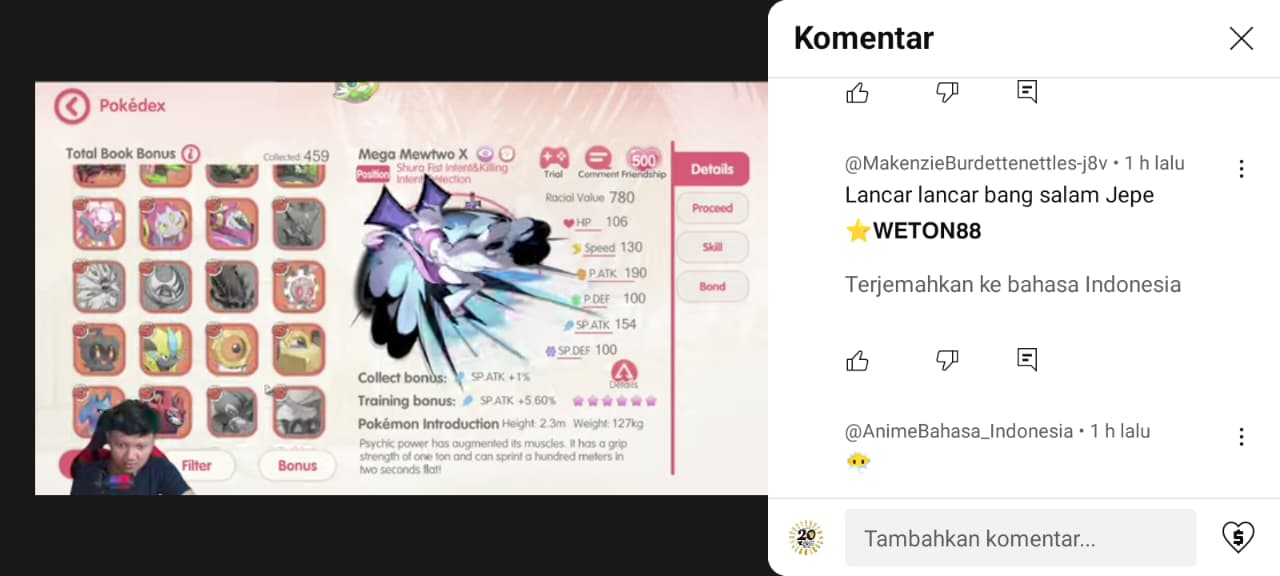 Pokédex
Total Book Bonus
Collected: 459
Filter
Bonus
Mega Mewtwo X
Position
Shura Fist Intent&Killing
Intent
500
Trial
Comment
Friendship
Racial Value 780
HP 106
Speed 130
P.ATK 190
P.DEF 100
SP.ATK 154
SP.DEF 100
Details
Collect bonus: SP.ATK +1%
Training bonus: SP.ATK +5.60%
Pokémon Introduction Height: 2.3m Weight: 127kg
Psychic power has augmented its muscles. It has a grip
strength of one ton and can sprint a hundred meters in
two seconds flat!
Details
Proceed
Skill
Bond
Komentar
@MakenzieBurdettenettles-j8v • 1 h lalu
Lancar lancar bang salam Jepe
⭐WETON88
Terjemahkan ke bahasa Indonesia
@AnimeBahasa_Indonesia • 1 h lalu
20
Tambahkan komentar...
$